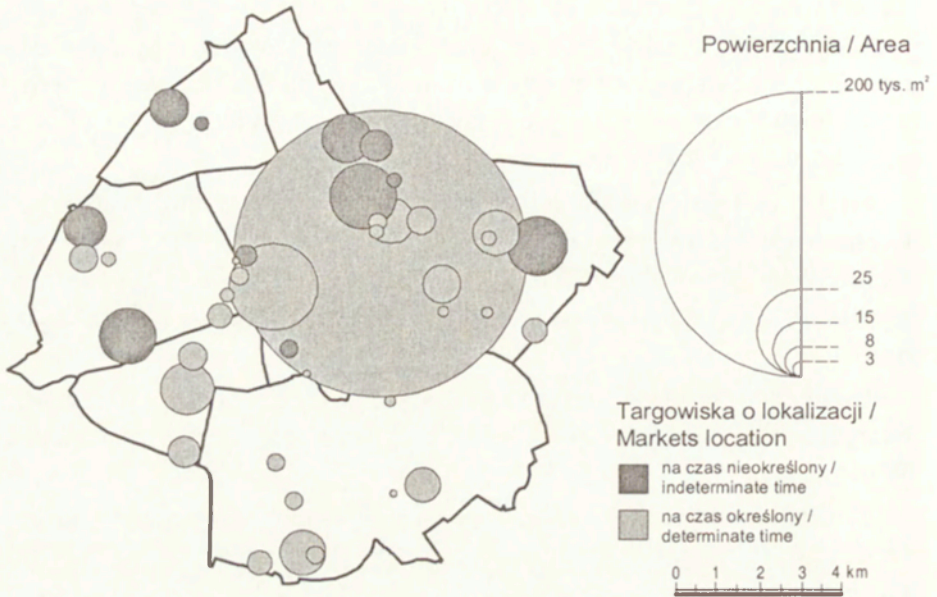 Powierzchnia / Area
200 tys. m²
25
15
8
3
Targowiska o lokalizacji /
Markets location
na czas nieokreślony /
indeterminate time
na czas określony /
determinate time
0 1 2 3 4 km